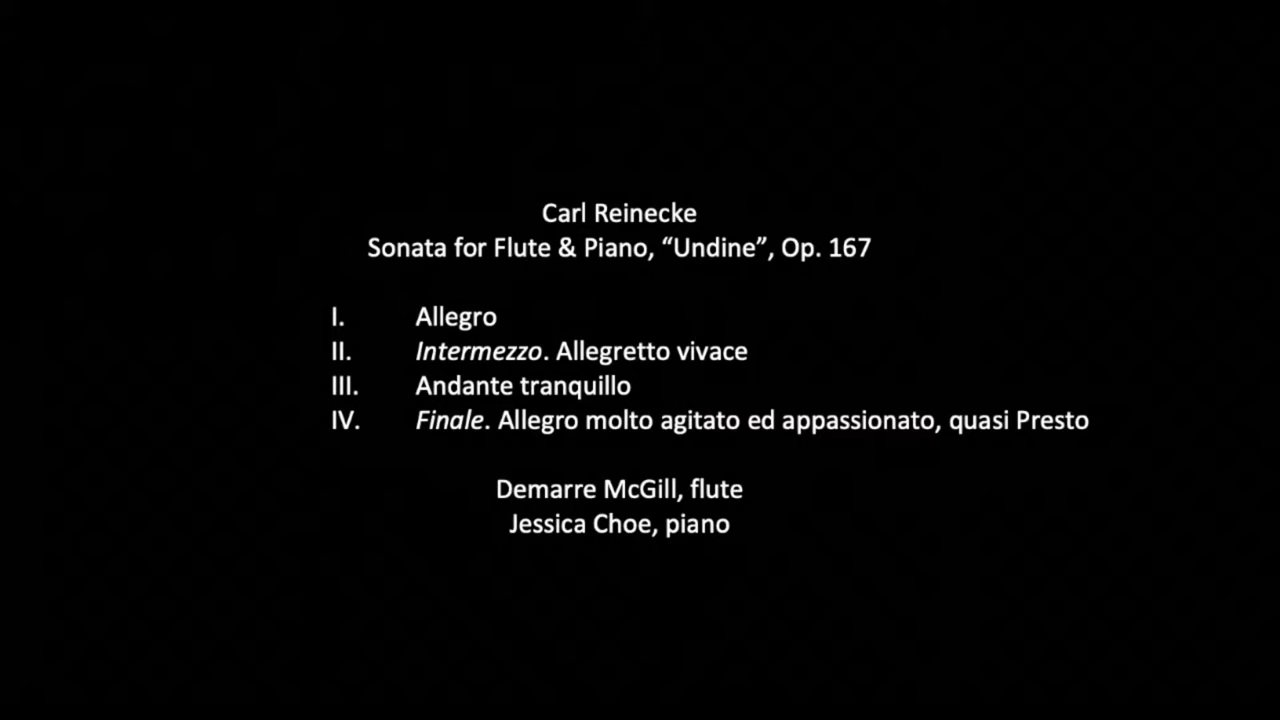 Carl Reinecke
Sonata for Flute & Piano, “Undine”, Op. 167
I. Allegro
II. Intermezzo. Allegretto vivace
III. Andante tranquillo
IV. Finale. Allegro molto agitato ed appassionato, quasi Presto
Demarre McGill, flute
Jessica Choe, piano